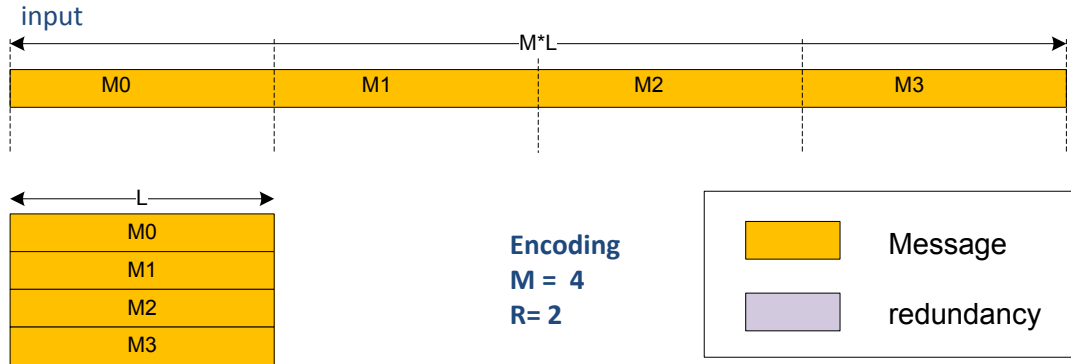 input
M*L
M0 M1 M2 M3
L
M0
M1
M2
M3
Encoding
M = 4
R= 2
Message
redundancy